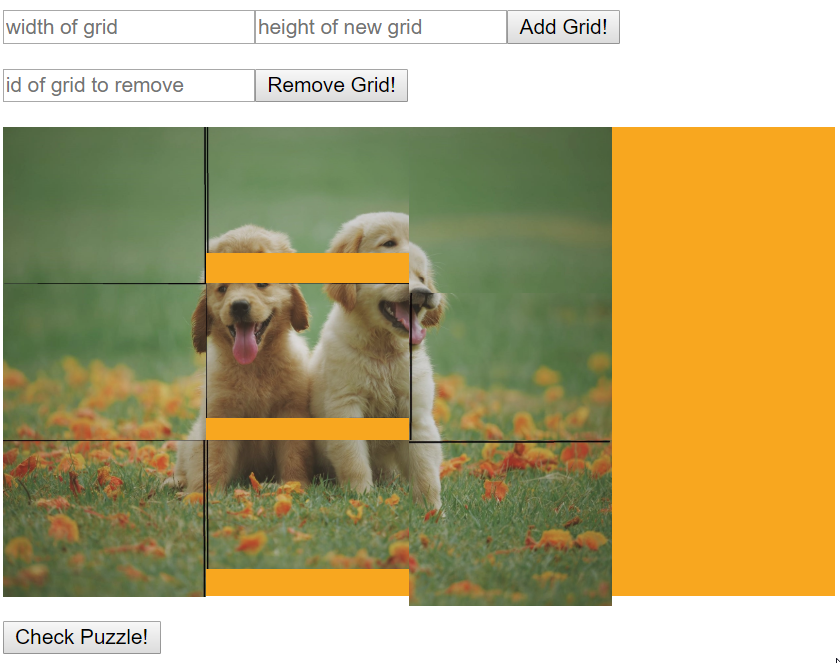 width of grid height of new grid Add Grid!
id of grid to remove Remove Grid!
Check Puzzle!